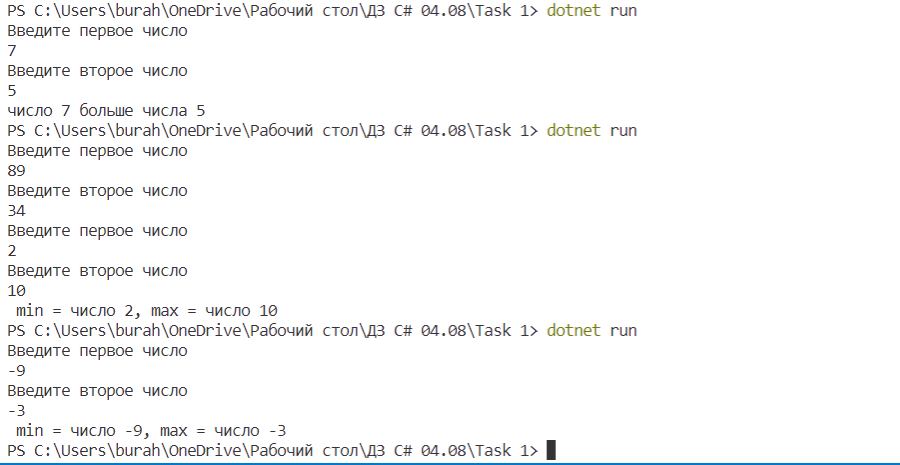 PS C:\Users\burah\OneDrive\Рабочий стол\ДЗ C# 04.08\Task 1> dotnet run
Введите первое число
7
Введите второе число
5
число 7 больше числа 5
PS C:\Users\burah\OneDrive\Рабочий стол\ДЗ C# 04.08\Task 1> dotnet run
Введите первое число
89
Введите второе число
34
Введите первое число
2
Введите второе число
10
 min = число 2, max = число 10
PS C:\Users\burah\OneDrive\Рабочий стол\ДЗ C# 04.08\Task 1> dotnet run
Введите первое число
-9
Введите второе число
-3
 min = число -9, max = число -3
PS C:\Users\burah\OneDrive\Рабочий стол\ДЗ C# 04.08\Task 1>